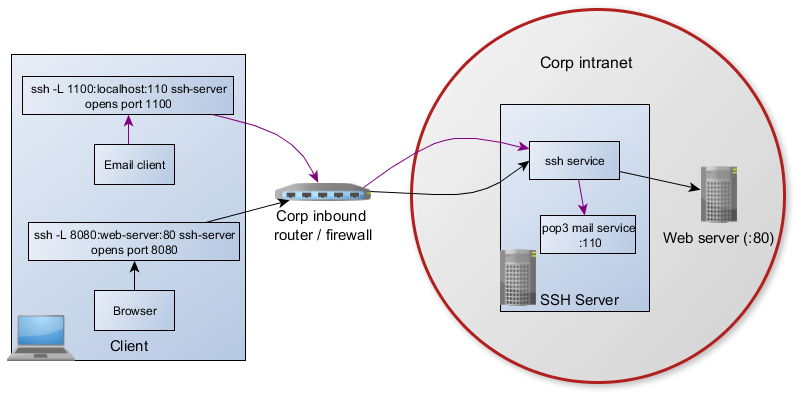 Corp intranet
ssh -L 1100:localhost:110 ssh-server
opens port 1100
Email client
ssh service
Corp inbound
router / firewall
ssh -L 8080:web-server:80 ssh-server
opens port 8080
pop3 mail service
:110
Web server (:80)
Browser
SSH Server
Client